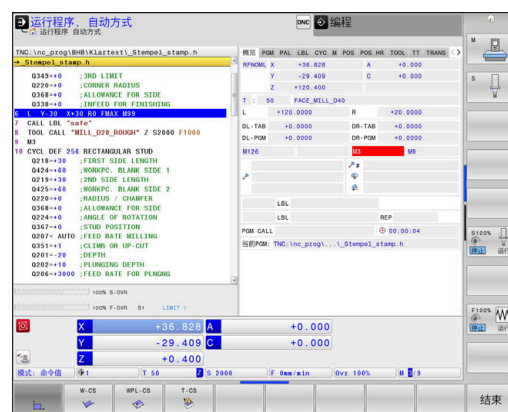 运行程序, 自动方式
运行程序, 自动方式
DNC
编程
TNC:\nc_prog\BHB\Klartext\_Stempel_stamp.h
→_Stempel_stamp.h
Q349=+0 ;3RD LIMIT
Q220=+0 ;CORNER RADIUS
Q368=+0 ;ALLOWANCE FOR SIDE
Q338=+0 ;INFEED FOR FINISHING
6 L Y-30 X+30 R0 FMAX M99
7 CALL LBL "safe"
8 TOOL CALL "MILL_D20_ROUGH" Z S2000 F1000
9 M3
10 CYCL DEF 256 RECTANGULAR STUD
Q218=+30 ;FIRST SIDE LENGTH
Q424=+60 ;WORKPC. BLANK SIDE 1
Q219=+30 ;2ND SIDE LENGTH
Q425=+60 ;WORKPC. BLANK SIDE 2
Q220=+0 ;RADIUS / CHAMFER
Q368=+0 ;ALLOWANCE FOR SIDE
Q224=+0 ;ANGLE OF ROTATION
Q367=+0 ;STUD POSITION
Q207= AUTO ;FEED RATE MILLING
Q351=+1 ;CLIMB OR UP-CUT
Q201=-20 ;DEPTH
Q202=+10 ;PLUNGING DEPTH
Q206=+3000 ;FEED RATE FOR PLNGNG
100% S-OVR
100% F-OVR S1 LIMIT 1
概览 PGM PAL LBL CYC M POS POS HR TOOL TT TRANS
RFNOML X +36.828 A +0.000
Y -29.409 C +0.000
Z +120.400
T : 50 FACE_MILL_D40
L +120.0000 R +20.0000
DL-TAB +0.0000 DR-TAB +0.0000
DL-PGM +0.0000 DR-PGM +0.0000
M126 M3 M9
LBL
LBL REP
PGM CALL 00:00:04
当前PGM: TNC:\nc_prog\...\_Stempel_stamp.h
X +36.828 A +0.000
Y -29.409 C +0.000
Z +0.400
模式: 命令值 1 T 50 Z S 2000 F 0mm/min Ovr 100% M 3/9
W-CS WPL-CS T-CS
结束
M
S
S100%
停止 运行
F100%
停止 运行